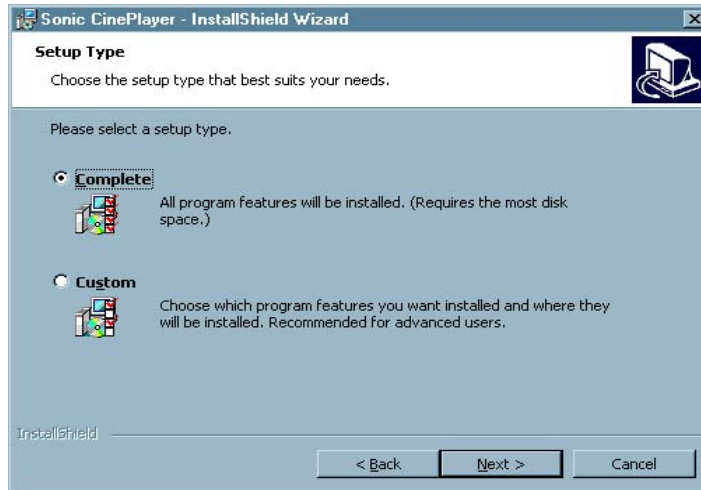 Sonic CinePlayer - InstallShield Wizard
Setup Type
Choose the setup type that best suits your needs.
Please select a setup type.
Complete
All program features will be installed. (Requires the most disk
space.)
Custom
Choose which program features you want installed and where they
will be installed. Recommended for advanced users.
InstallShield
< Back
Next >
Cancel